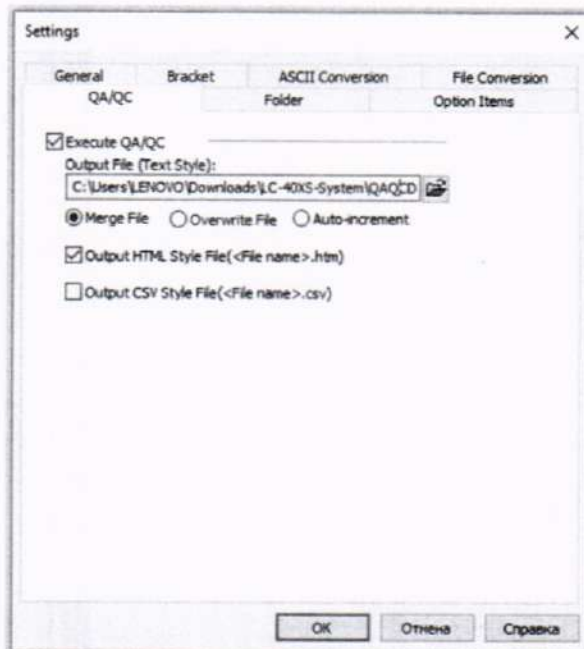 Settings
General Bracket ASCII Conversion File Conversion
QA/QC Folder Option Items
Execute QA/QC
Output File (Text Style):
C:\Users\LENOVO\Downloads\LC-40XS-System\QAQCD
Merge File Overwrite File Auto-increment
Output HTML Style File(<File name>.htm)
Output CSV Style File(<File name>.csv)
OK Отмена Справка